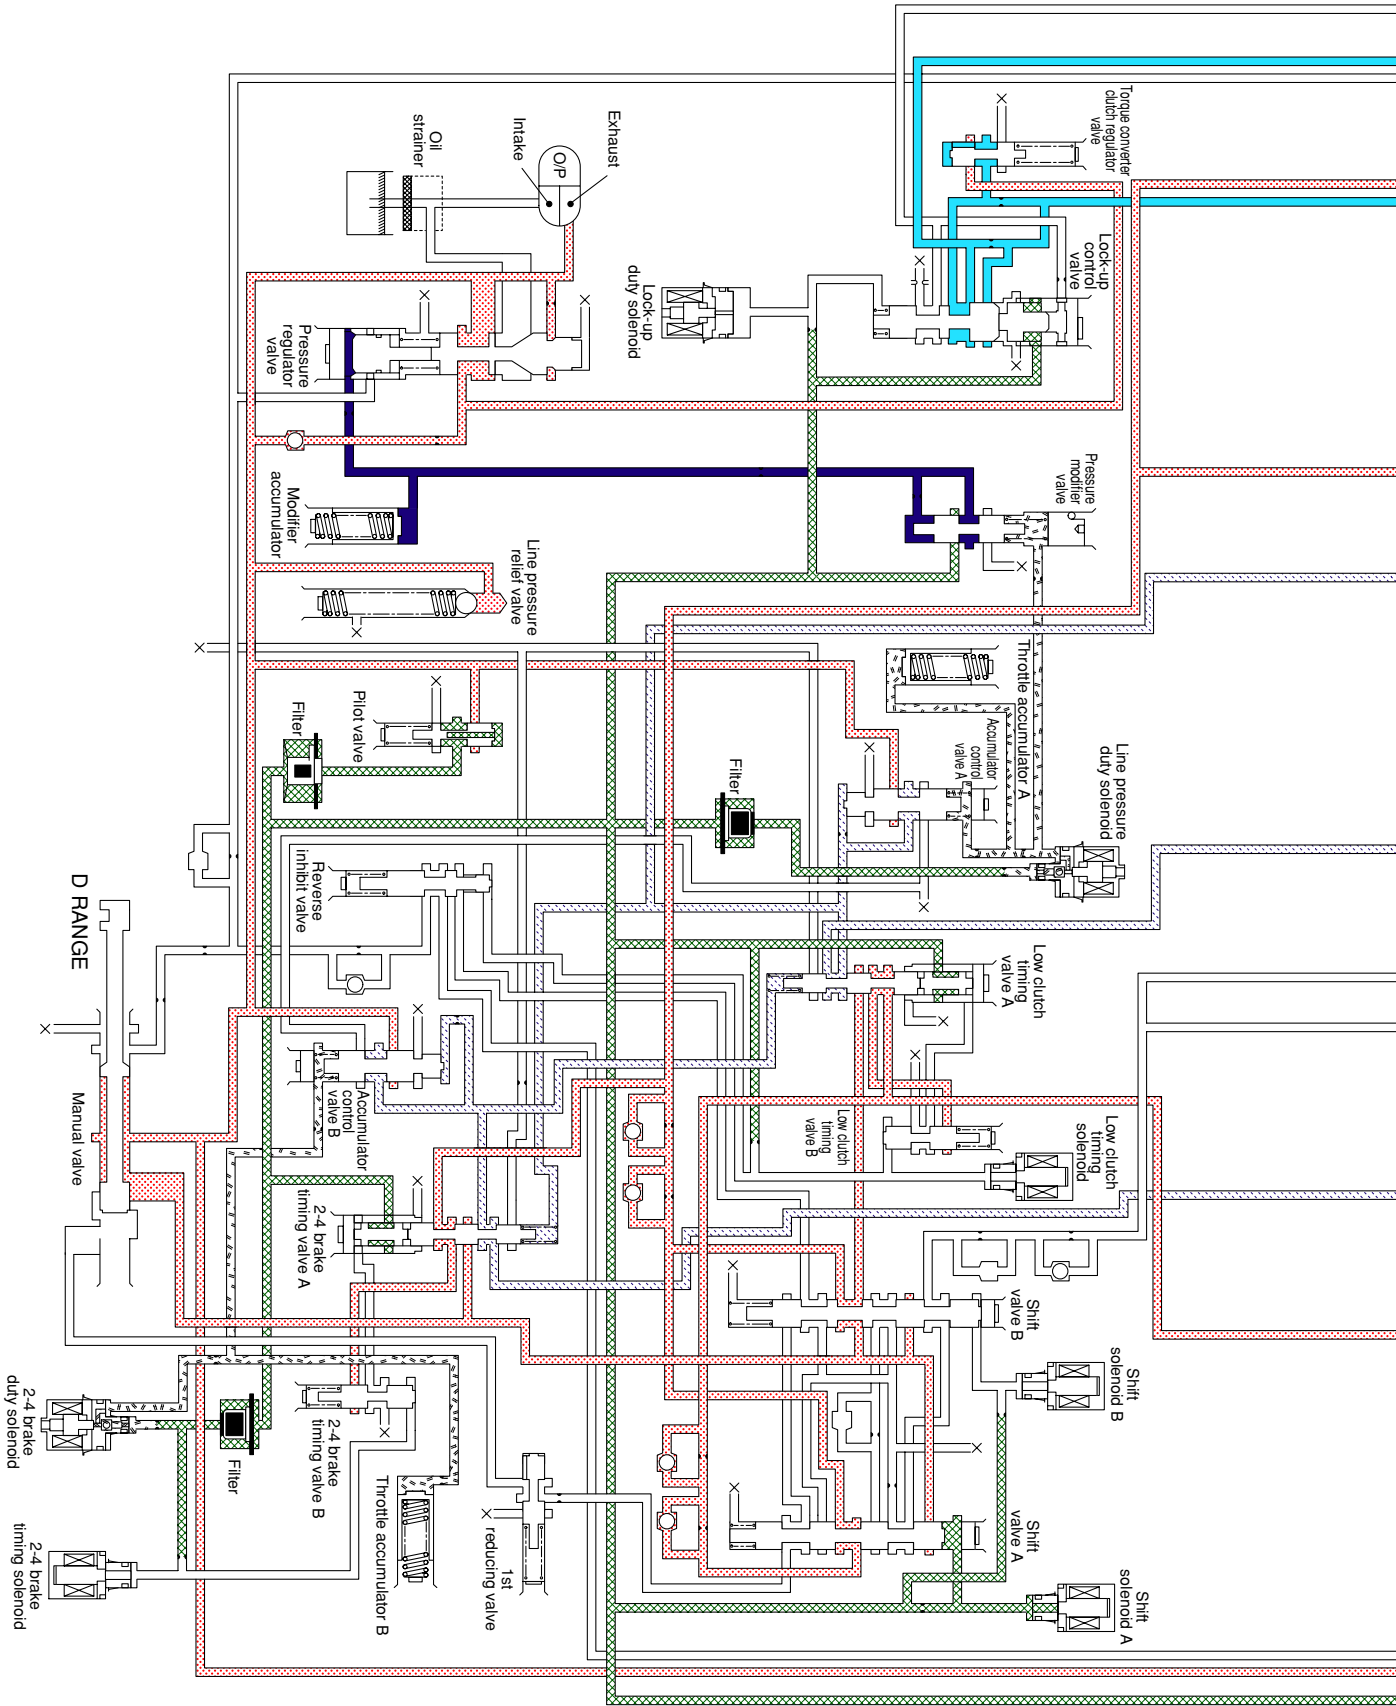 Torque converter
clutch regulator
valve
Exhaust
Intake
O/P
Oil
strainer
Lock-up
control
valve
Lock-up
duty solenoid
Pressure
regulator
valve
Pressure
modifier
valve
Modifier
accumulator
Line pressure
relief valve
Throttle accumulator A
Pilot valve
Filter
Filter
Accumulator
control
valve A
Line pressure
duty solenoid
Reverse
inhibit valve
D RANGE
Low clutch
timing
valve A
Manual valve
Accumulator
control
valve B
Low clutch
timing
valve B
Low clutch
timing
solenoid
2-4 brake
timing valve A
Shift
valve B
Shift
solenoid B
2-4 brake
duty solenoid
Filter
2-4 brake
timing valve B
Throttle accumulator B
1st
reducing valve
Shift
valve A
2-4 brake
timing solenoid
Shift
solenoid A